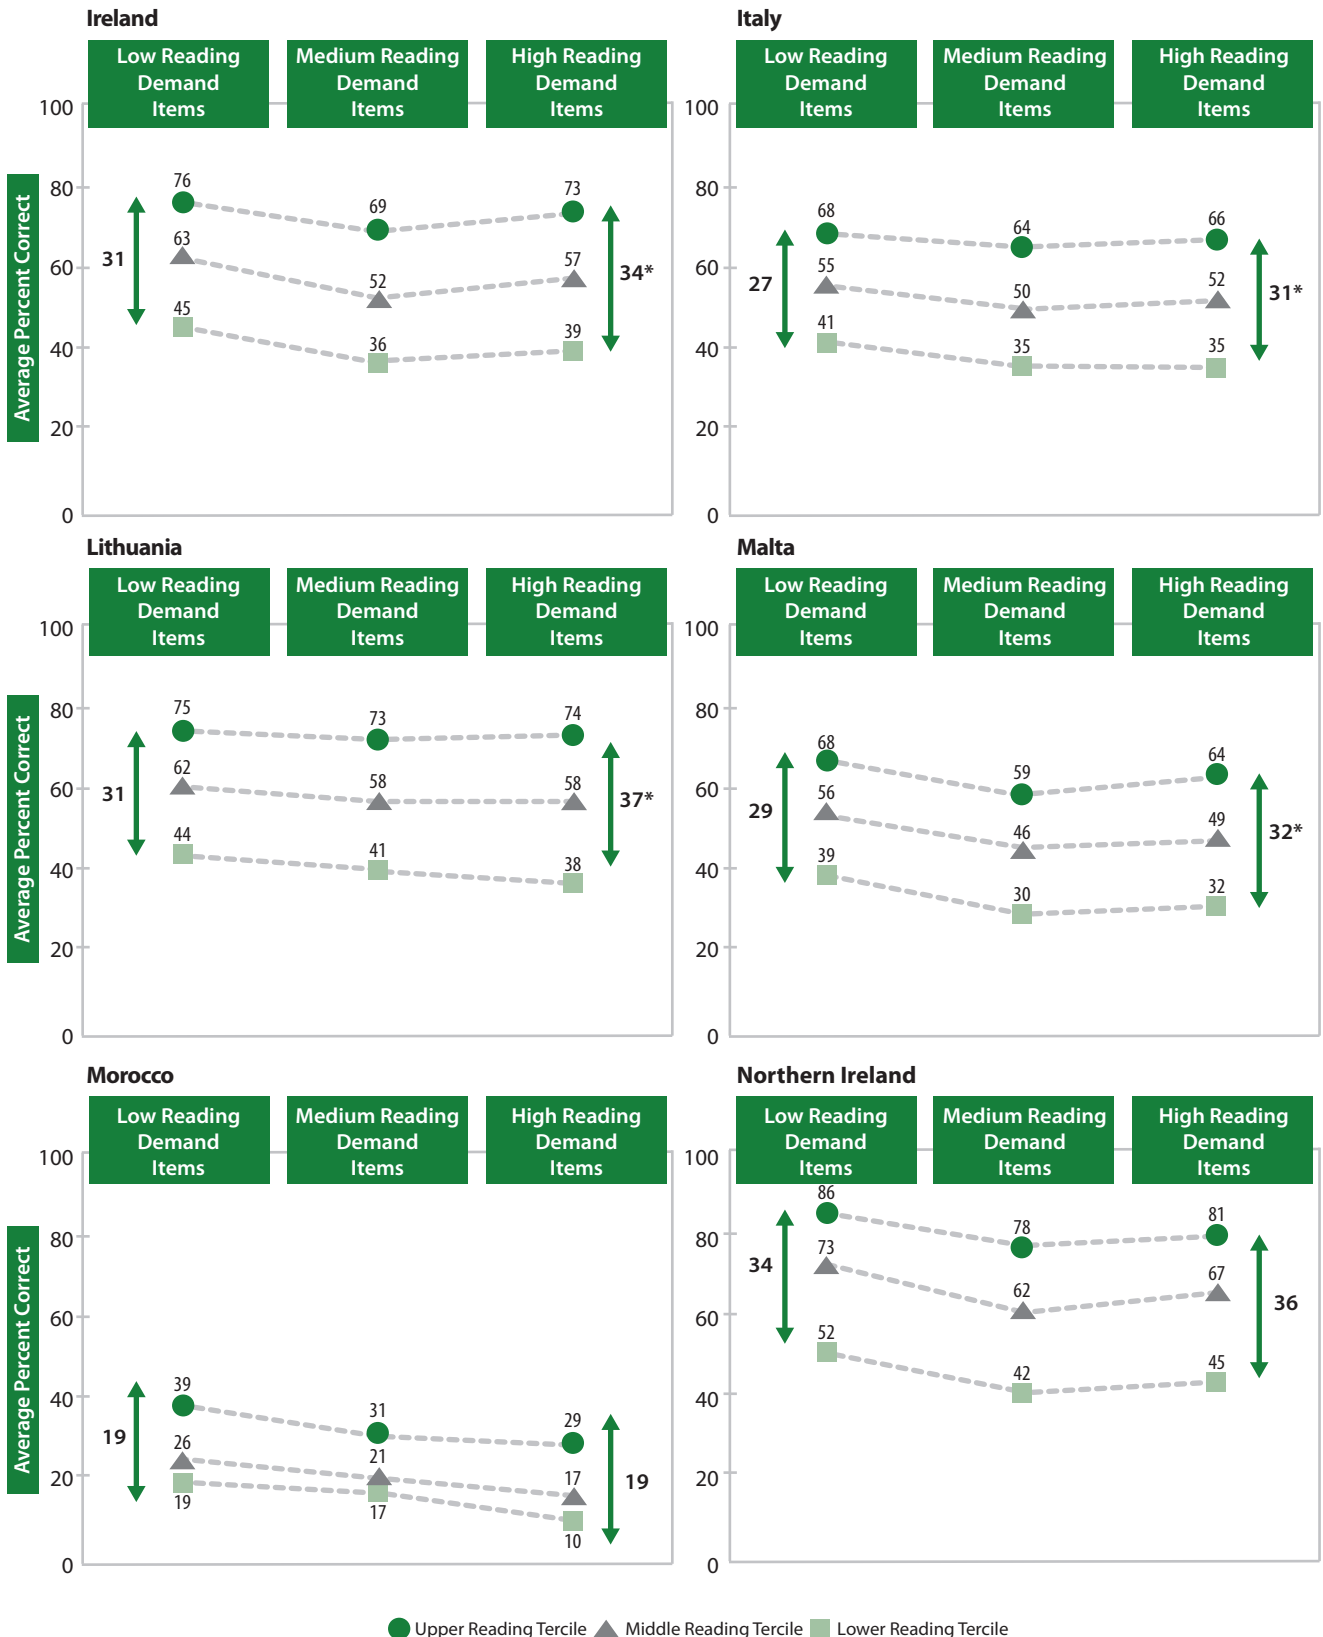 Ireland
Low Reading
Demand
Items
Medium Reading
Demand
Items
High Reading
Demand
Items
Average Percent Correct
100
80
60
40
20
0
31
76
63
45
69
52
36
73
57
39
34*
Italy
Low Reading
Demand
Items
Medium Reading
Demand
Items
High Reading
Demand
Items
100
80
60
40
20
0
27
68
55
41
64
50
35
66
52
35
31*
Lithuania
Low Reading
Demand
Items
Medium Reading
Demand
Items
High Reading
Demand
Items
Average Percent Correct
100
80
60
40
20
0
31
75
62
44
73
58
41
74
58
38
37*
Malta
Low Reading
Demand
Items
Medium Reading
Demand
Items
High Reading
Demand
Items
100
80
60
40
20
0
29
68
56
39
59
46
30
64
49
32
32*
Morocco
Low Reading
Demand
Items
Medium Reading
Demand
Items
High Reading
Demand
Items
Average Percent Correct
100
80
60
40
20
0
19
39
26
19
31
21
17
29
17
10
19
Northern Ireland
Low Reading
Demand
Items
Medium Reading
Demand
Items
High Reading
Demand
Items
100
80
60
40
20
0
34
86
73
52
78
62
42
81
67
45
36
Upper Reading Tercile Middle Reading Tercile Lower Reading Tercile